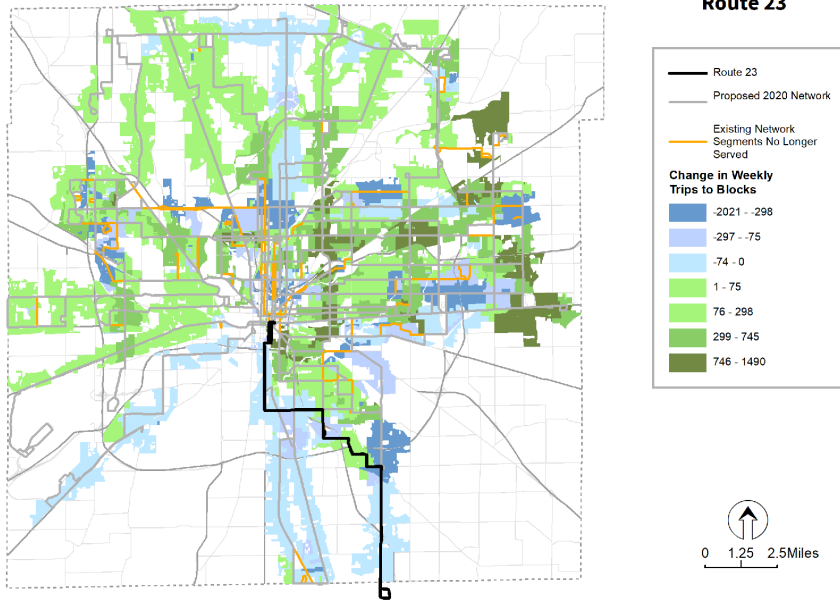 Route 23
Route 23
Proposed 2020 Network
Existing Network
Segments No Longer
Served
Change in Weekly
Trips to Blocks
-2021 - -298
-297 - -75
-74 - 0
1 - 75
76 - 298
299 - 745
746 - 1490
0 1.25 2.5Miles